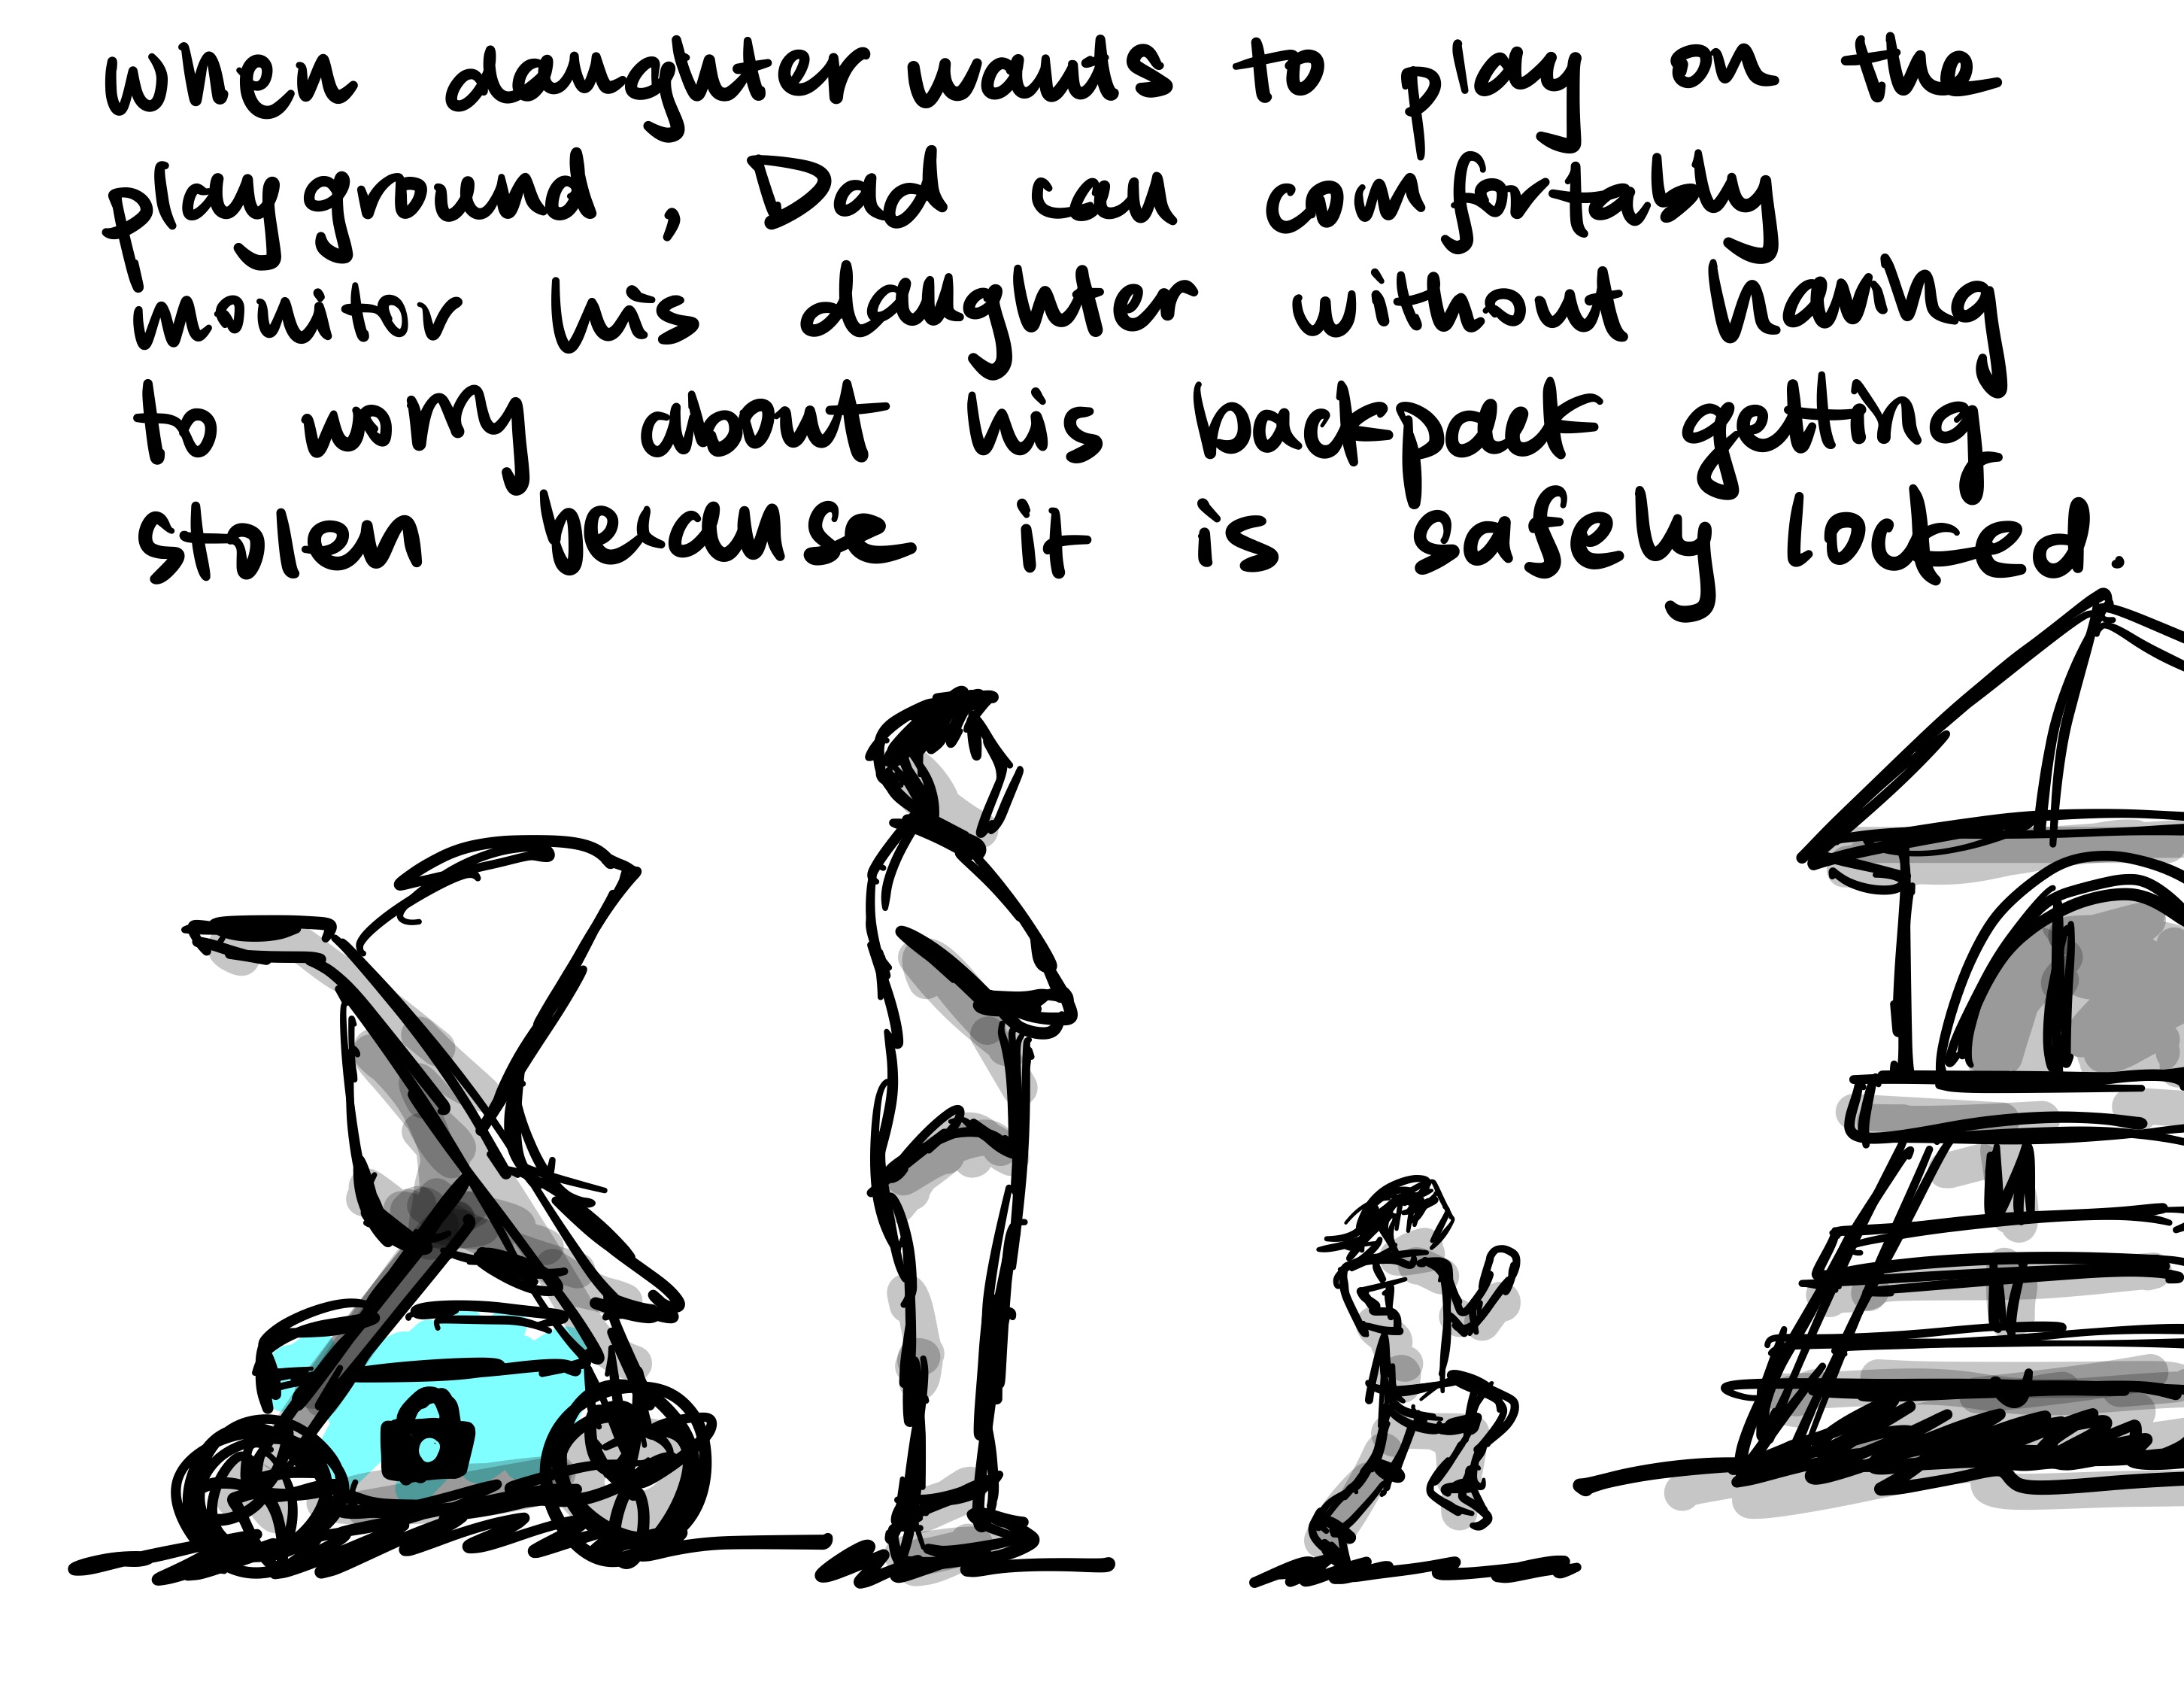 When daughter wants to play on the
playground, Dad can comfortably
monitor his daughter without having
to worry about his backpack getting
stolen because it is safely locked.